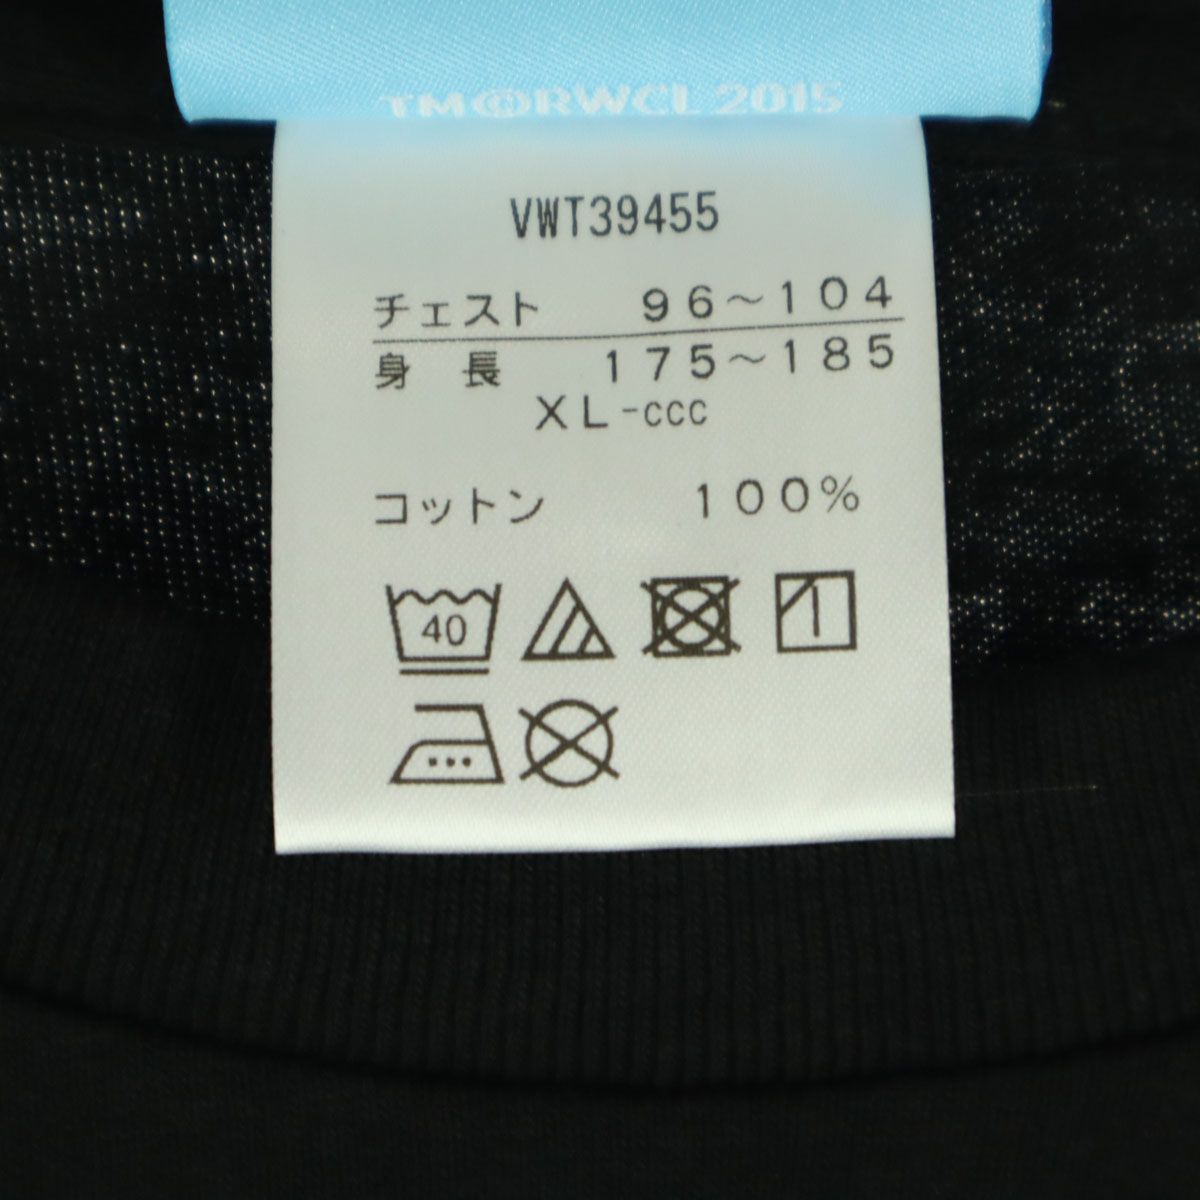 TM©RWCL 2015
VWT39455
チェスト 96～104
身長 175～185
XL-ccc
コットン 100%
40